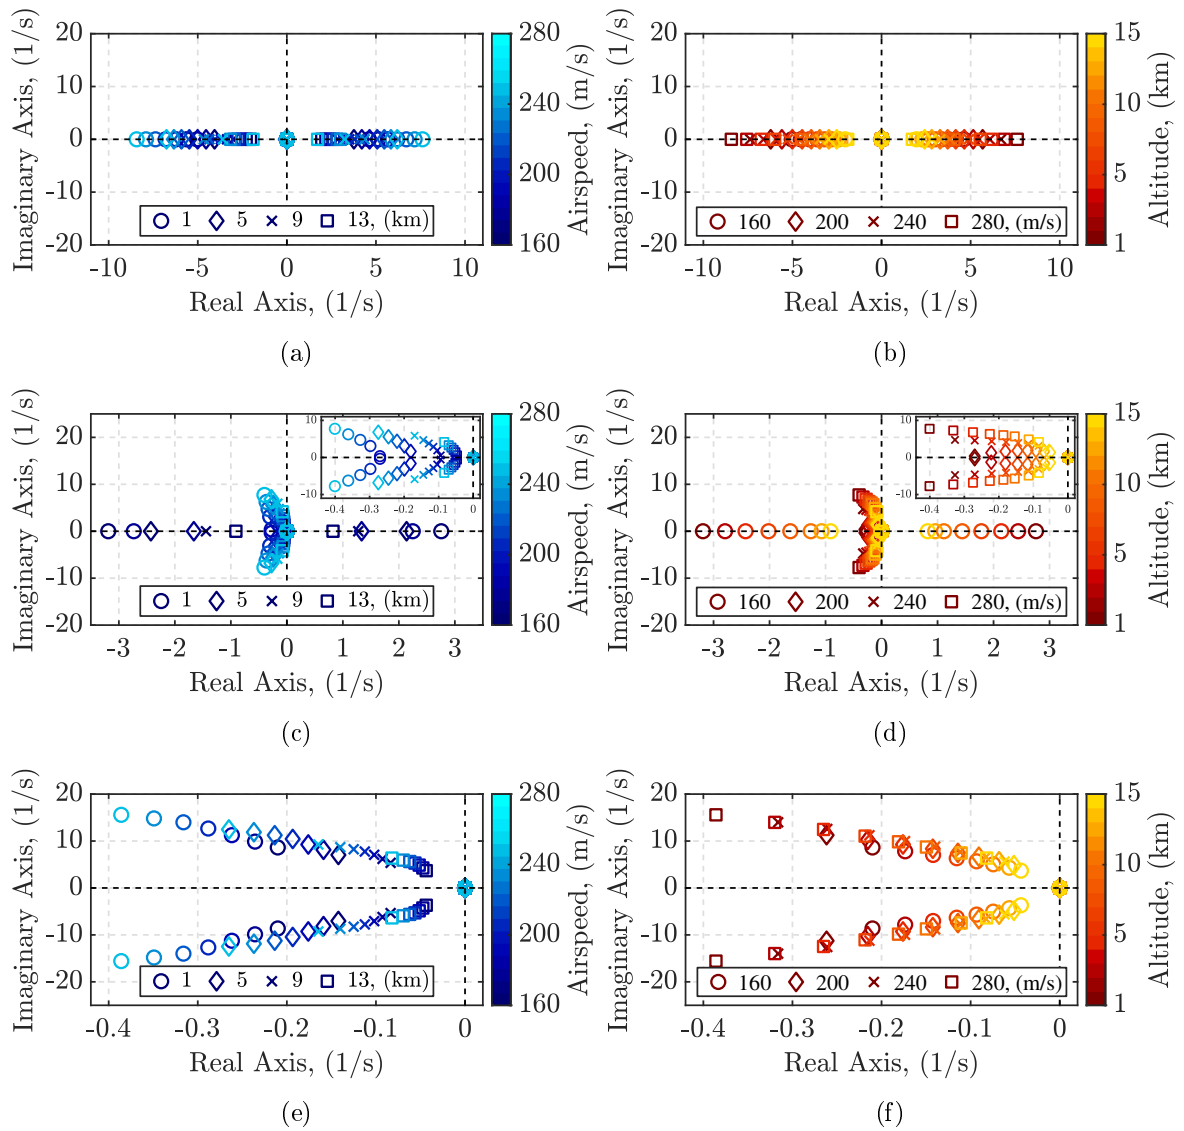 20
10
0
-10
-20
Imaginary Axis, (1/s)
-10 -5 0 5 10
Real Axis, (1/s)
1 5 9 13, (km)
280
240
200
160
Airspeed, (m/s)
(a)
20
10
0
-10
-20
Imaginary Axis, (1/s)
-10 -5 0 5 10
Real Axis, (1/s)
160 200 240 280, (m/s)
15
10
5
1
Altitude, (km)
(b)
20
10
0
-10
-20
Imaginary Axis, (1/s)
-3 -2 -1 0 1 2 3
Real Axis, (1/s)
10
0
-10
-0.4 -0.3 -0.2 -0.1 0
1 5 9 13, (km)
280
240
200
160
Airspeed, (m/s)
(c)
20
10
0
-10
-20
Imaginary Axis, (1/s)
-3 -2 -1 0 1 2 3
Real Axis, (1/s)
10
0
-10
-0.4 -0.3 -0.2 -0.1 0
160 200 240 280, (m/s)
15
10
5
1
Altitude, (km)
(d)
20
10
0
-10
-20
Imaginary Axis, (1/s)
-0.4 -0.3 -0.2 -0.1 0
Real Axis, (1/s)
1 5 9 13, (km)
280
240
200
160
Airspeed, (m/s)
(e)
20
10
0
-10
-20
Imaginary Axis, (1/s)
-0.4 -0.3 -0.2 -0.1 0
Real Axis, (1/s)
160 200 240 280, (m/s)
15
10
5
1
Altitude, (km)
(f)